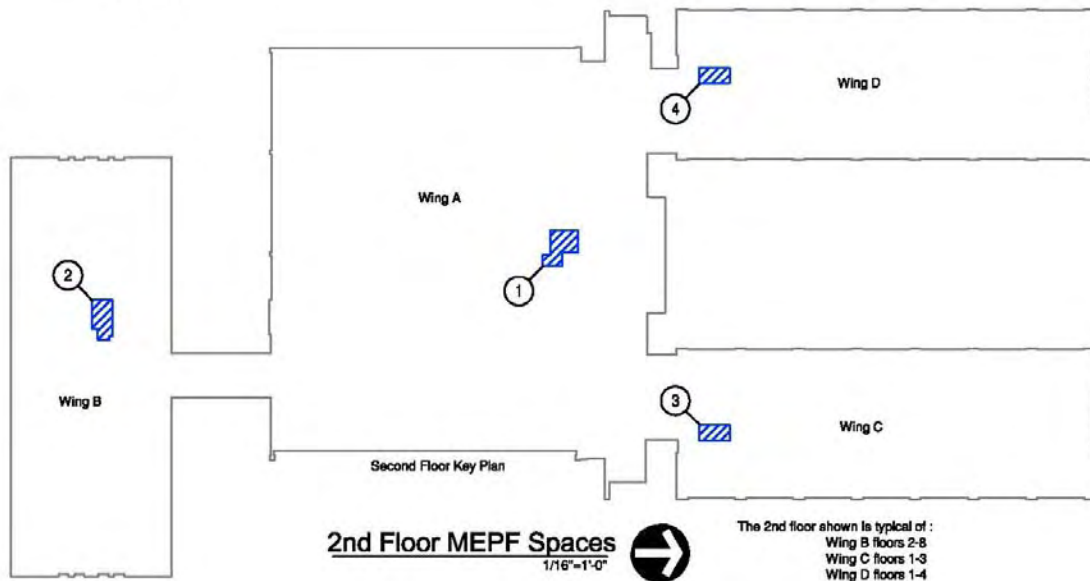 Wing D
4
Wing A
2
1
3
Wing B
Wing C
Second Floor Key Plan
2nd Floor MEPF Spaces
1/16"=1'-0"
The 2nd floor shown is typical of :
Wing B floors 2-8
Wing C floors 1-3
Wing D floors 1-4